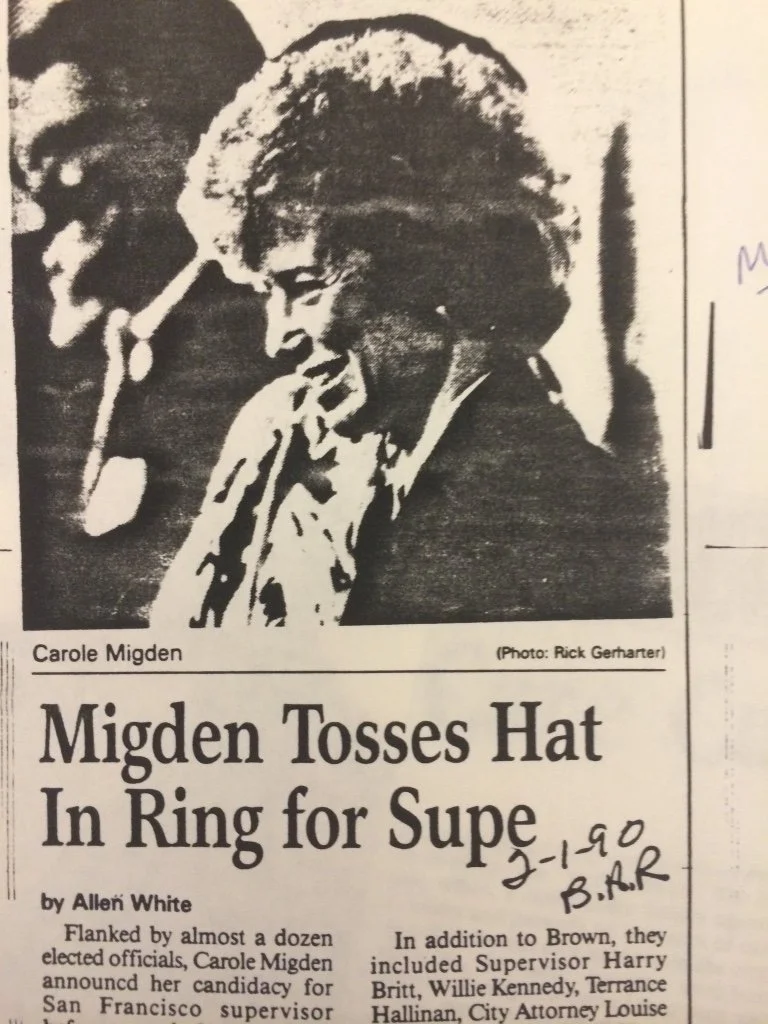 Carole Migden
(Photo: Rick Gerharter)
Migden Tosses Hat
In Ring for Supe
2-1-90
B.A.R
by Allen White
Flanked by almost a dozen
elected officials, Carole Migden
announcd her candidacy for
San Francisco supervisor
In addition to Brown, they
included Supervisor Harry
Britt, Willie Kennedy, Terrance
Hallinan, City Attorney Louise
M